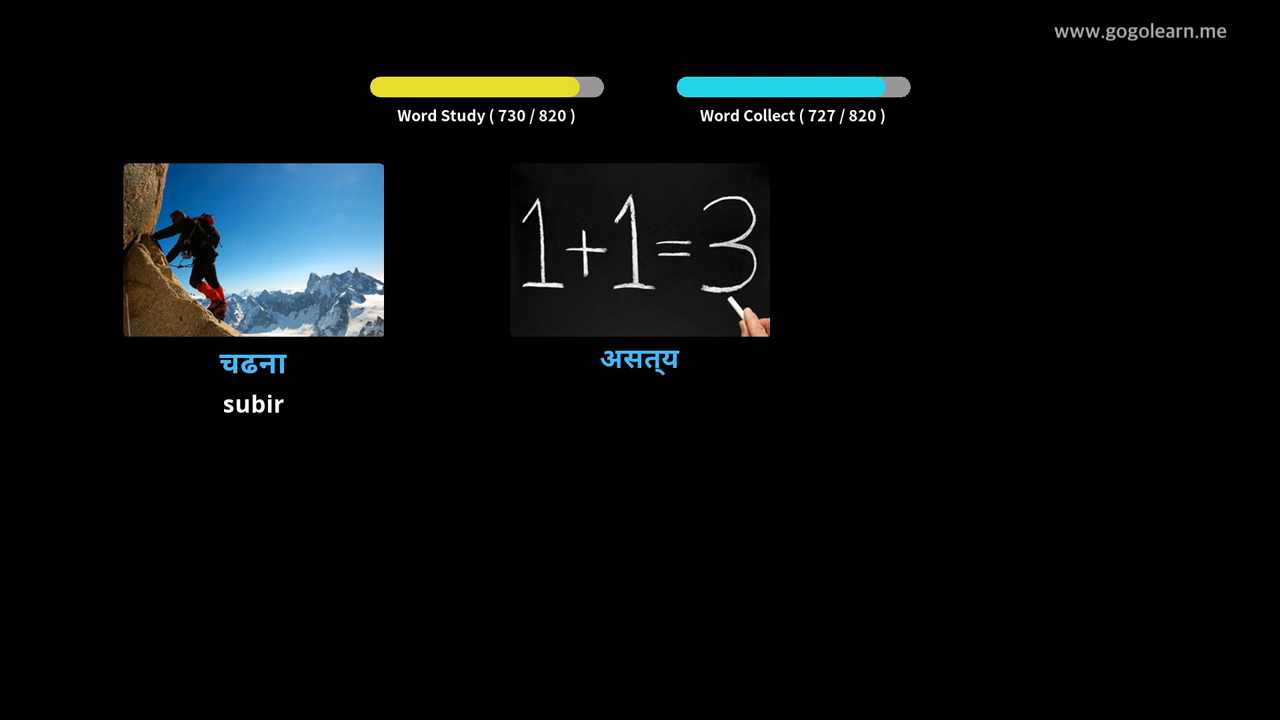 www.gogolearn.me
Word Study ( 730 / 820 )
Word Collect ( 727 / 820 )
1+1=3
चढना
असत्य
subir